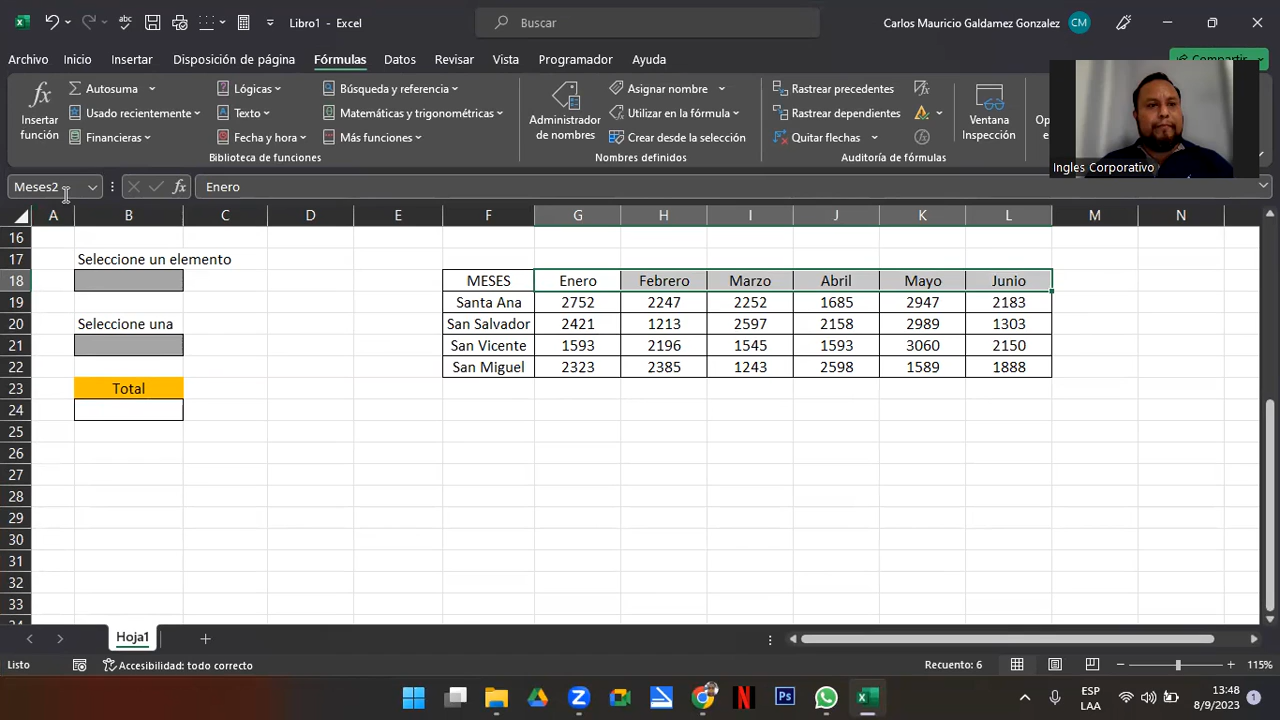 Libro1 - Excel
Buscar
Carlos Mauricio Galdamez Gonzalez
CM
Archivo Inicio Insertar Disposición de página Fórmulas Datos Revisar Vista Programador Ayuda
Insertar función
Autosuma
Usado recientemente
Financieras
Lógicas
Texto
Fecha y hora
Búsqueda y referencia
Matemáticas y trigonométricas
Más funciones
Biblioteca de funciones
Administrador de nombres
Asignar nombre
Utilizar en la fórmula
Crear desde la selección
Nombres definidos
Rastrear precedentes
Rastrear dependientes
Quitar flechas
Auditoría de fórmulas
Ventana Inspección
Ingles Corporativo
Meses2
fx
Enero
A B C D E F G H I J K L M N
16
17 Seleccione un elemento
18 MESES Enero Febrero Marzo Abril Mayo Junio
19 Santa Ana 2752 2247 2252 1685 2947 2183
20 Seleccione una San Salvador 2421 1213 2597 2158 2989 1303
21 San Vicente 1593 2196 1545 1593 3060 2150
22 San Miguel 2323 2385 1243 2598 1589 1888
23 Total
24
25
26
27
28
29
30
31
32
33
Hoja1
Listo
Accesibilidad: todo correcto
Recuento: 6
115%
ESP
LAA
13:48
8/9/2023